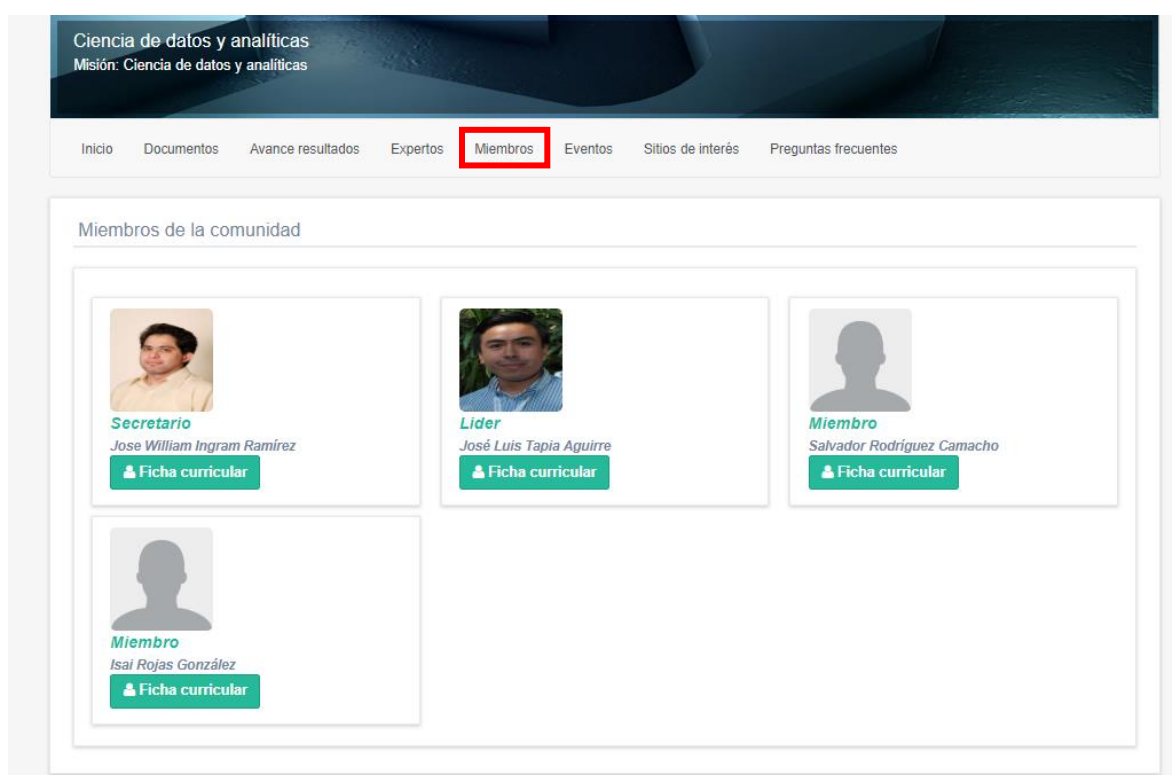 Ciencia de datos y analíticas
Misión: Ciencia de datos y analíticas
Inicio Documentos Avance resultados Expertos Miembros Eventos Sitios de interés Preguntas frecuentes
Miembros de la comunidad
Secretario
Jose William Ingram Ramírez
Ficha curricular
Lider
José Luis Tapia Aguirre
Ficha curricular
Miembro
Salvador Rodríguez Camacho
Ficha curricular
Miembro
Isai Rojas González
Ficha curricular